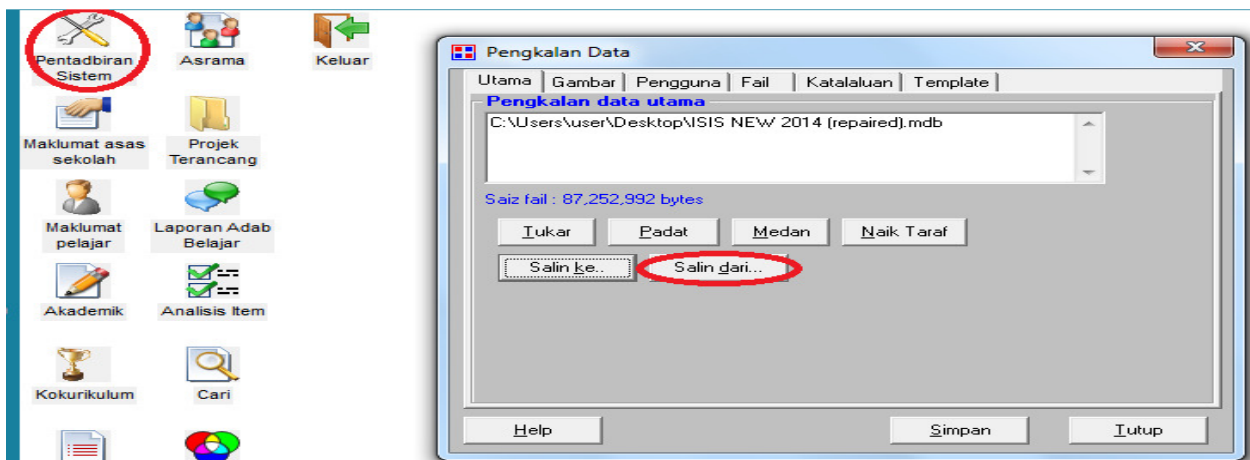 Pentadbiran
Sistem
Asrama
Keluar
Maklumat asas
sekolah
Projek
Terancang
Maklumat
pelajar
Laporan Adab
Belajar
Akademik
Analisis Item
Kokurikulum
Cari
Pengkalan Data
Utama Gambar Pengguna Fail Katalaluan Template
Pengkalan data utama
C:\Users\user\Desktop\ISIS NEW 2014 (repaired).mdb
Saiz fail : 87,252,992 bytes
Tukar Padat Medan Naik Taraf
Salin ke.. Salin dari...
Help Simpan Tutup